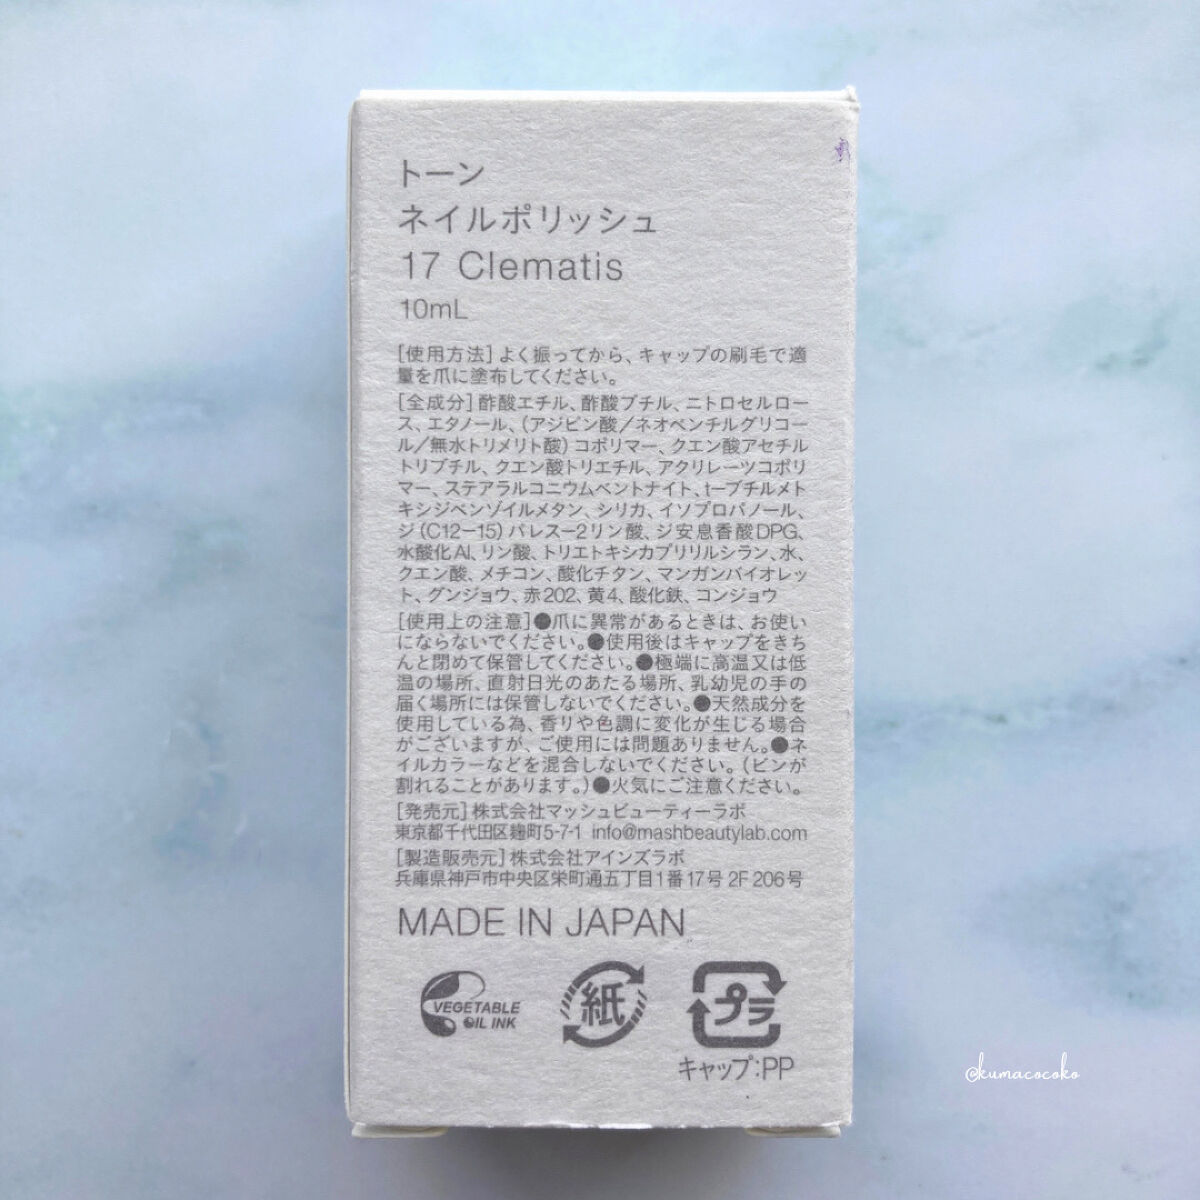 トーン
ネイルポリッシュ
17 Clematis
10mL
[使用方法]よく振ってから、キャップの刷毛で適
量を爪に塗布してください。
[全成分]酢酸エチル、酢酸ブチル、ニトロセルロー
ス、エタノール、(アジピン酸/ネオペンチルグリコー
ル/無水トリメリト酸)コポリマー、クエン酸アセチル
トリブチル、クエン酸トリエチル、アクリレーツコポリ
マー、ステアラルコニウムベントナイト、t-ブチルメト
キシジベンゾイルメタン、シリカ、イソプロパノール、
ジ(C12-15)パレス-2リン酸、ジ安息香酸DPG、
水酸化Al、リン酸、トリエトキシカプリリルシラン、水、
クエン酸、メチコン、酸化チタン、マンガンバイオレッ
ト、グンジョウ、赤202、黄4、酸化鉄、コンジョウ
[使用上の注意]●爪に異常があるときは、お使い
にならないでください。●使用後はキャップをきち
んと閉めて保管してください。●極端に高温又は低
温の場所、直射日光のあたる場所、乳幼児の手の
届く場所には保管しないでください。●天然成分を
使用している為、香りや色調に変化が生じる場合
がございますが、ご使用には問題ありません。●ネ
イルカラーなどを混合しないでください。(ビンが
割れることがあります。)●火気にご注意ください。
[発売元]株式会社マッシュビューティーラボ
東京都千代田区麹町5-7-1 info@mashbeautylab.com
[製造販売元]株式会社アインズラボ
兵庫県神戸市中央区栄町通五丁目1番17号 2F 206号
MADE IN JAPAN
VEGETABLE
OIL INK
紙
プラ
キャップ:PP
@kumacocoko